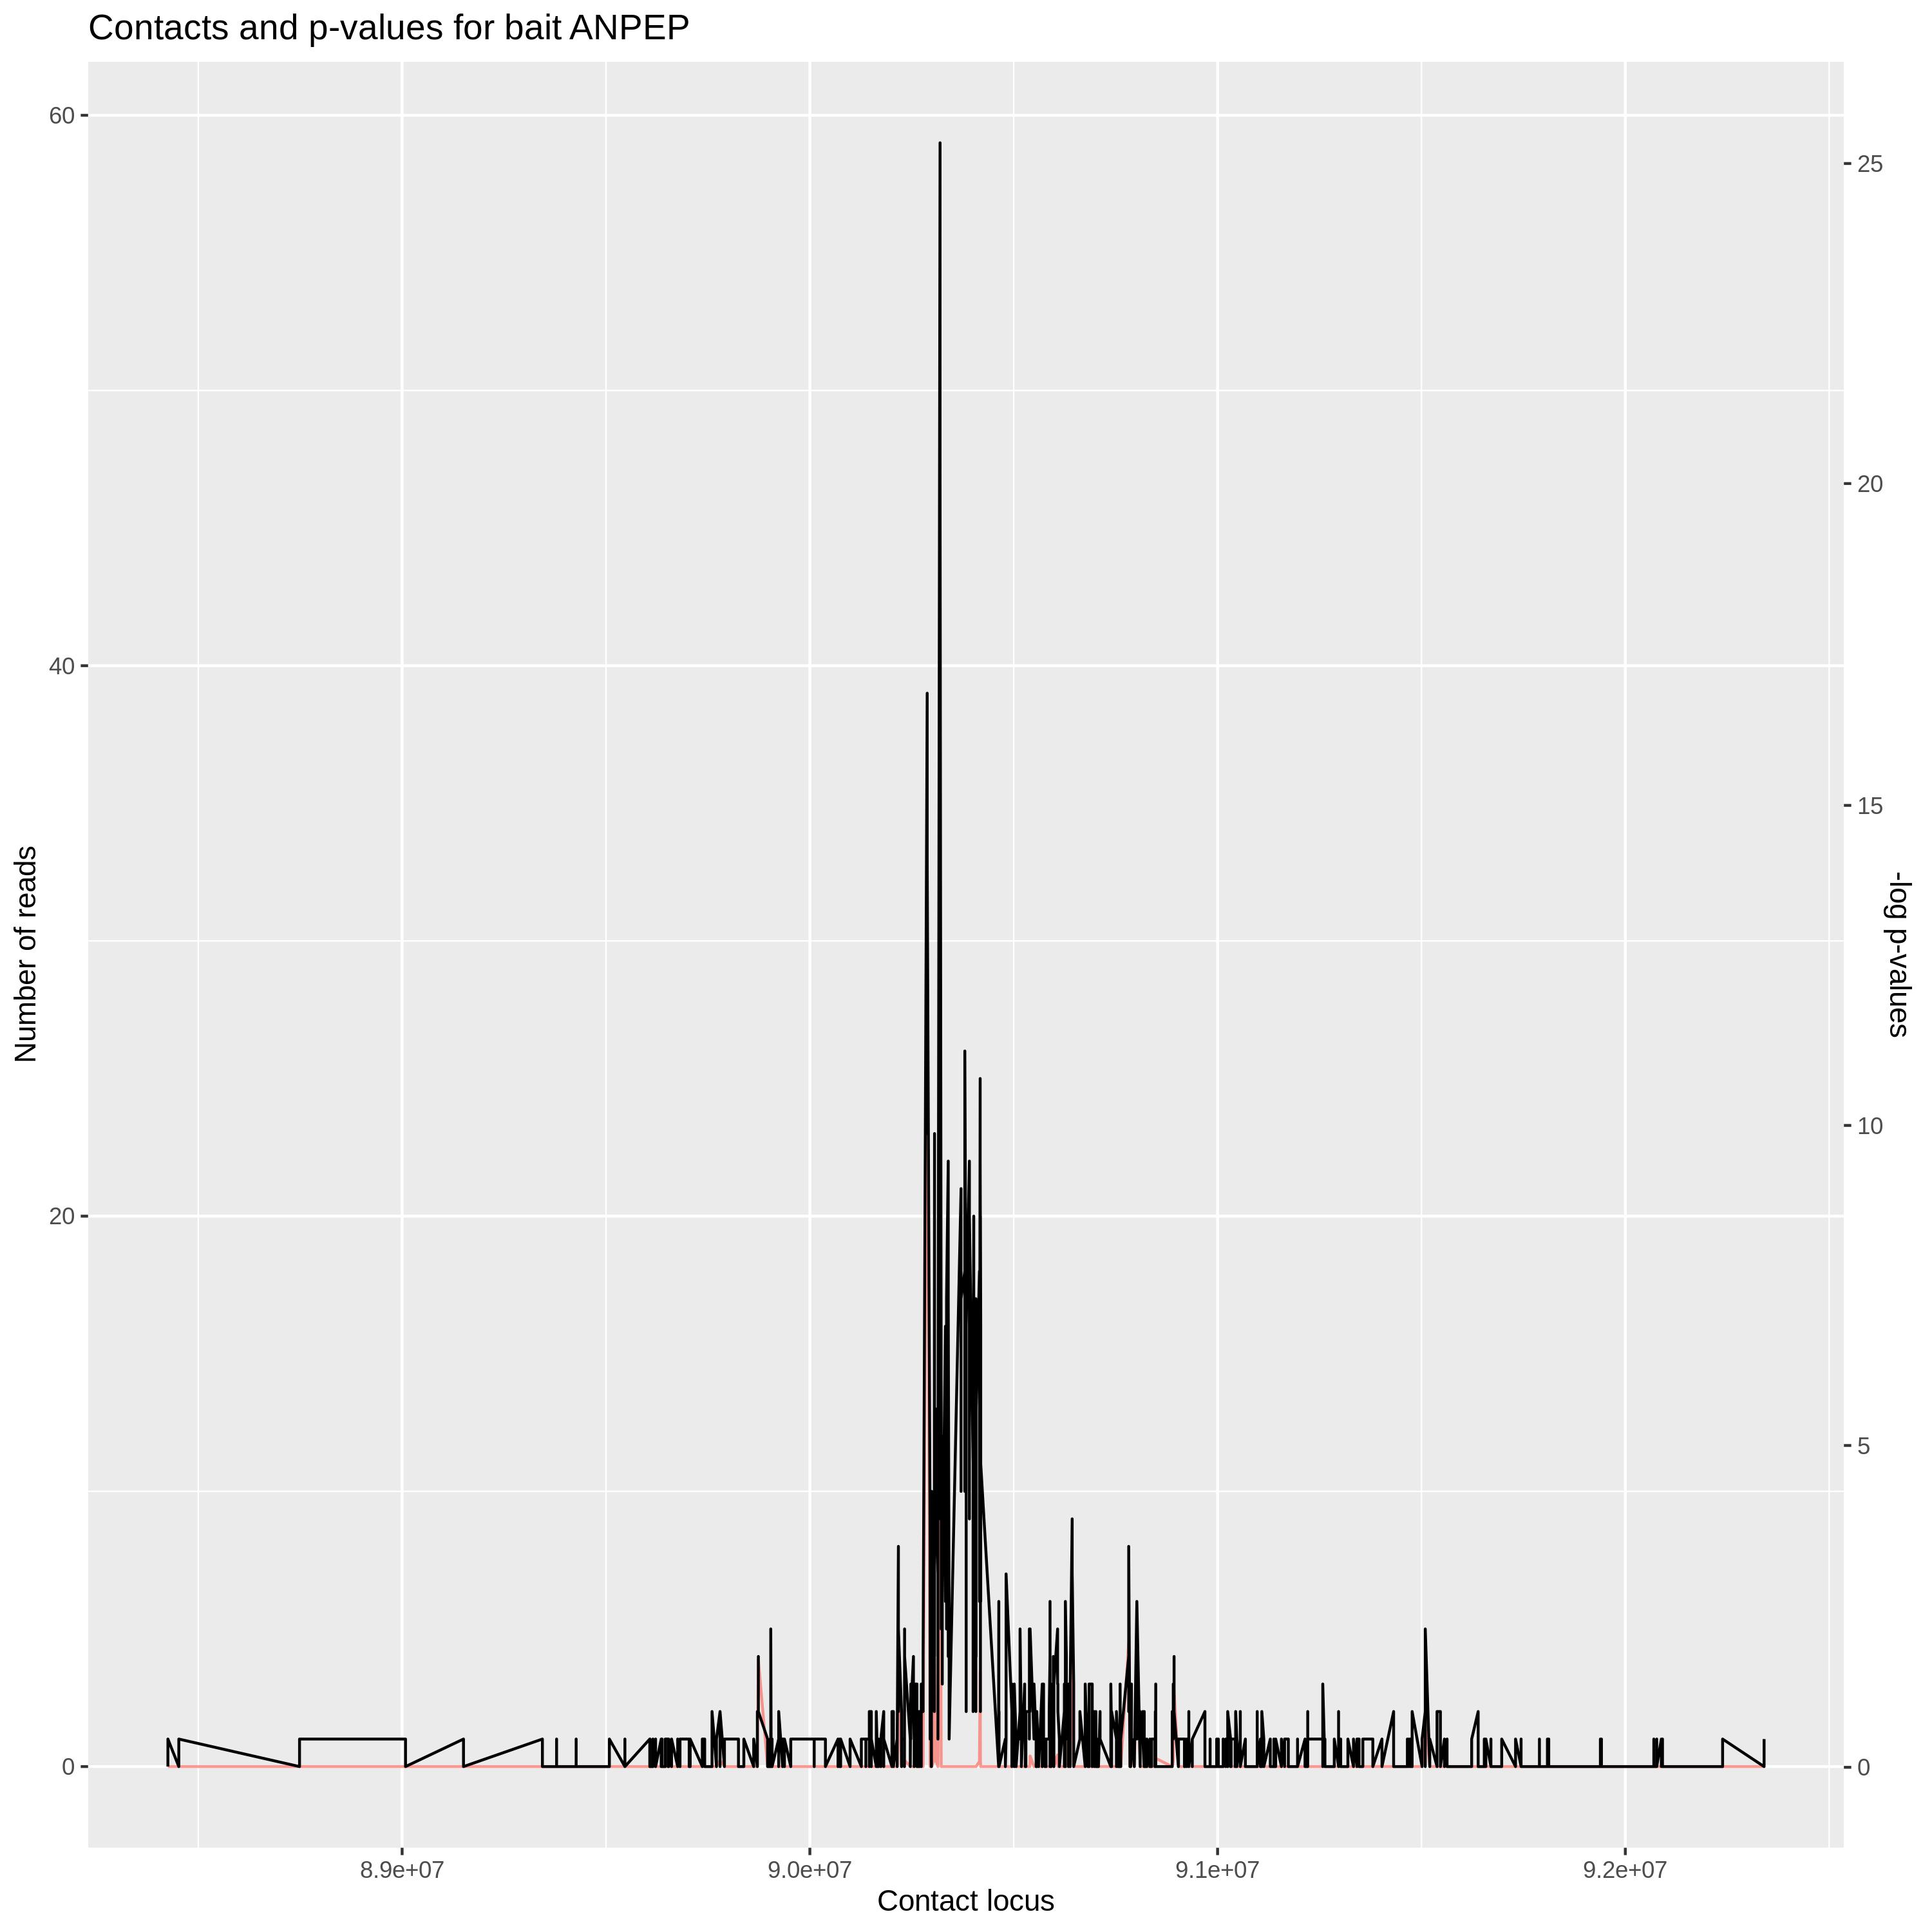 Contacts and p-values for bait ANPEP
60
40
20
0
Number of reads
25
20
15
10
5
0
-log p-values
8.9e+07
9.0e+07
9.1e+07
9.2e+07
Contact locus